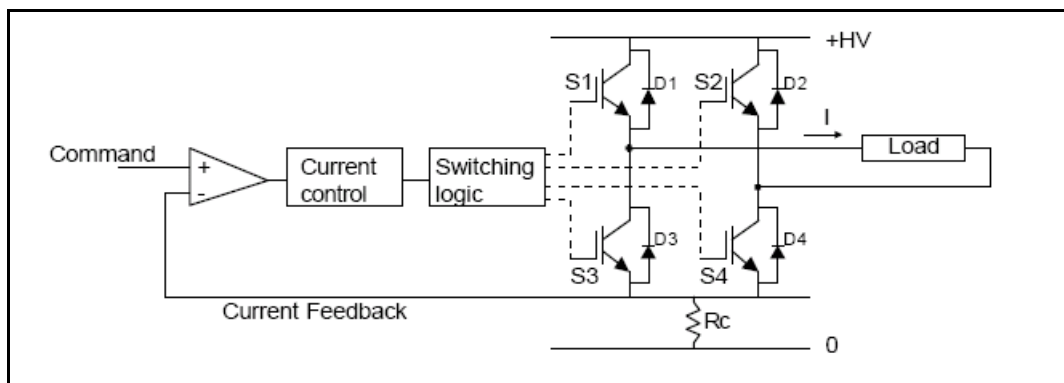 +HV
S1
D1
S2
D2
I
Command
+
-
Current
control
Switching
logic
Load
S3
D3
S4
D4
Current Feedback
Rc
0